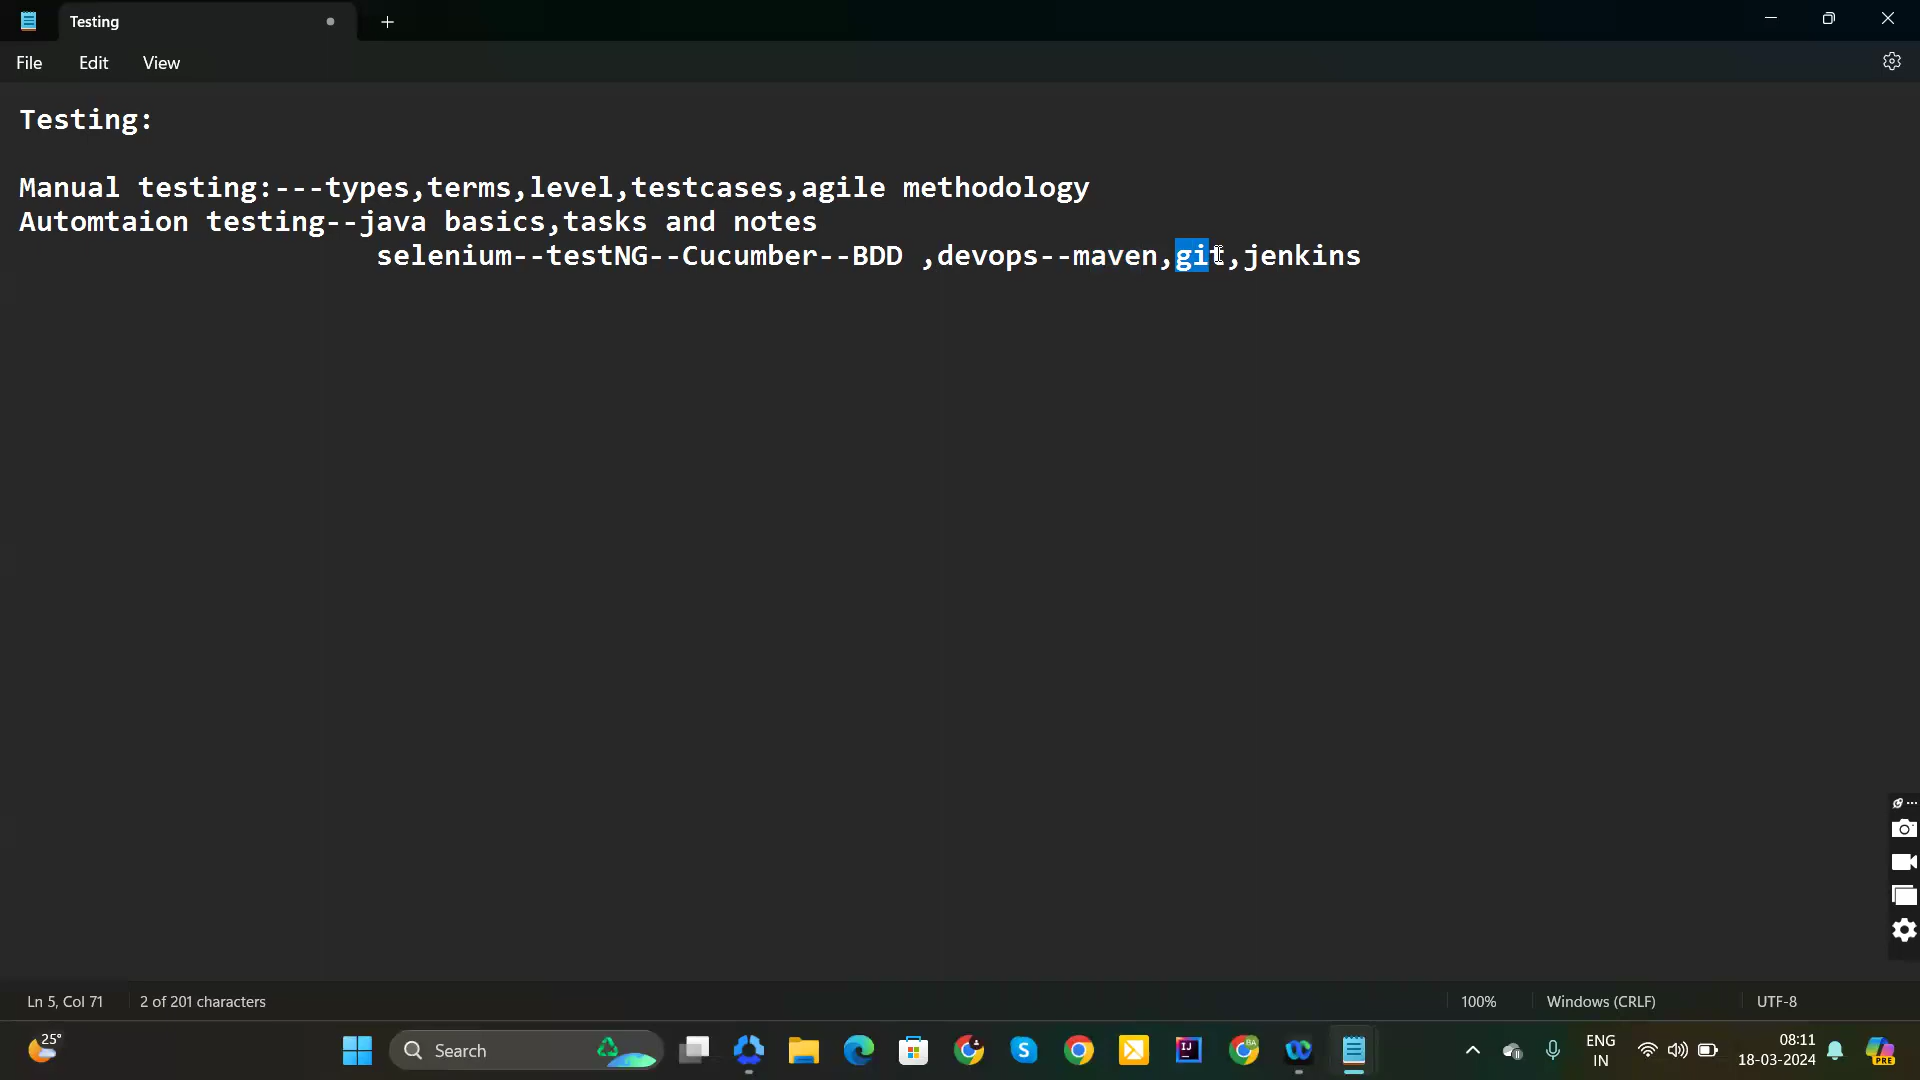 Testing
File Edit View
Testing:
Manual testing:---types,terms,level,testcases,agile methodology
Automtaion testing--java basics,tasks and notes
selenium--testNG--Cucumber--BDD ,devops--maven,git,jenkins
Ln 5, Col 71 2 of 201 characters 100% Windows (CRLF) UTF-8
25° Search ENG IN 08:11 18-03-2024 PRE